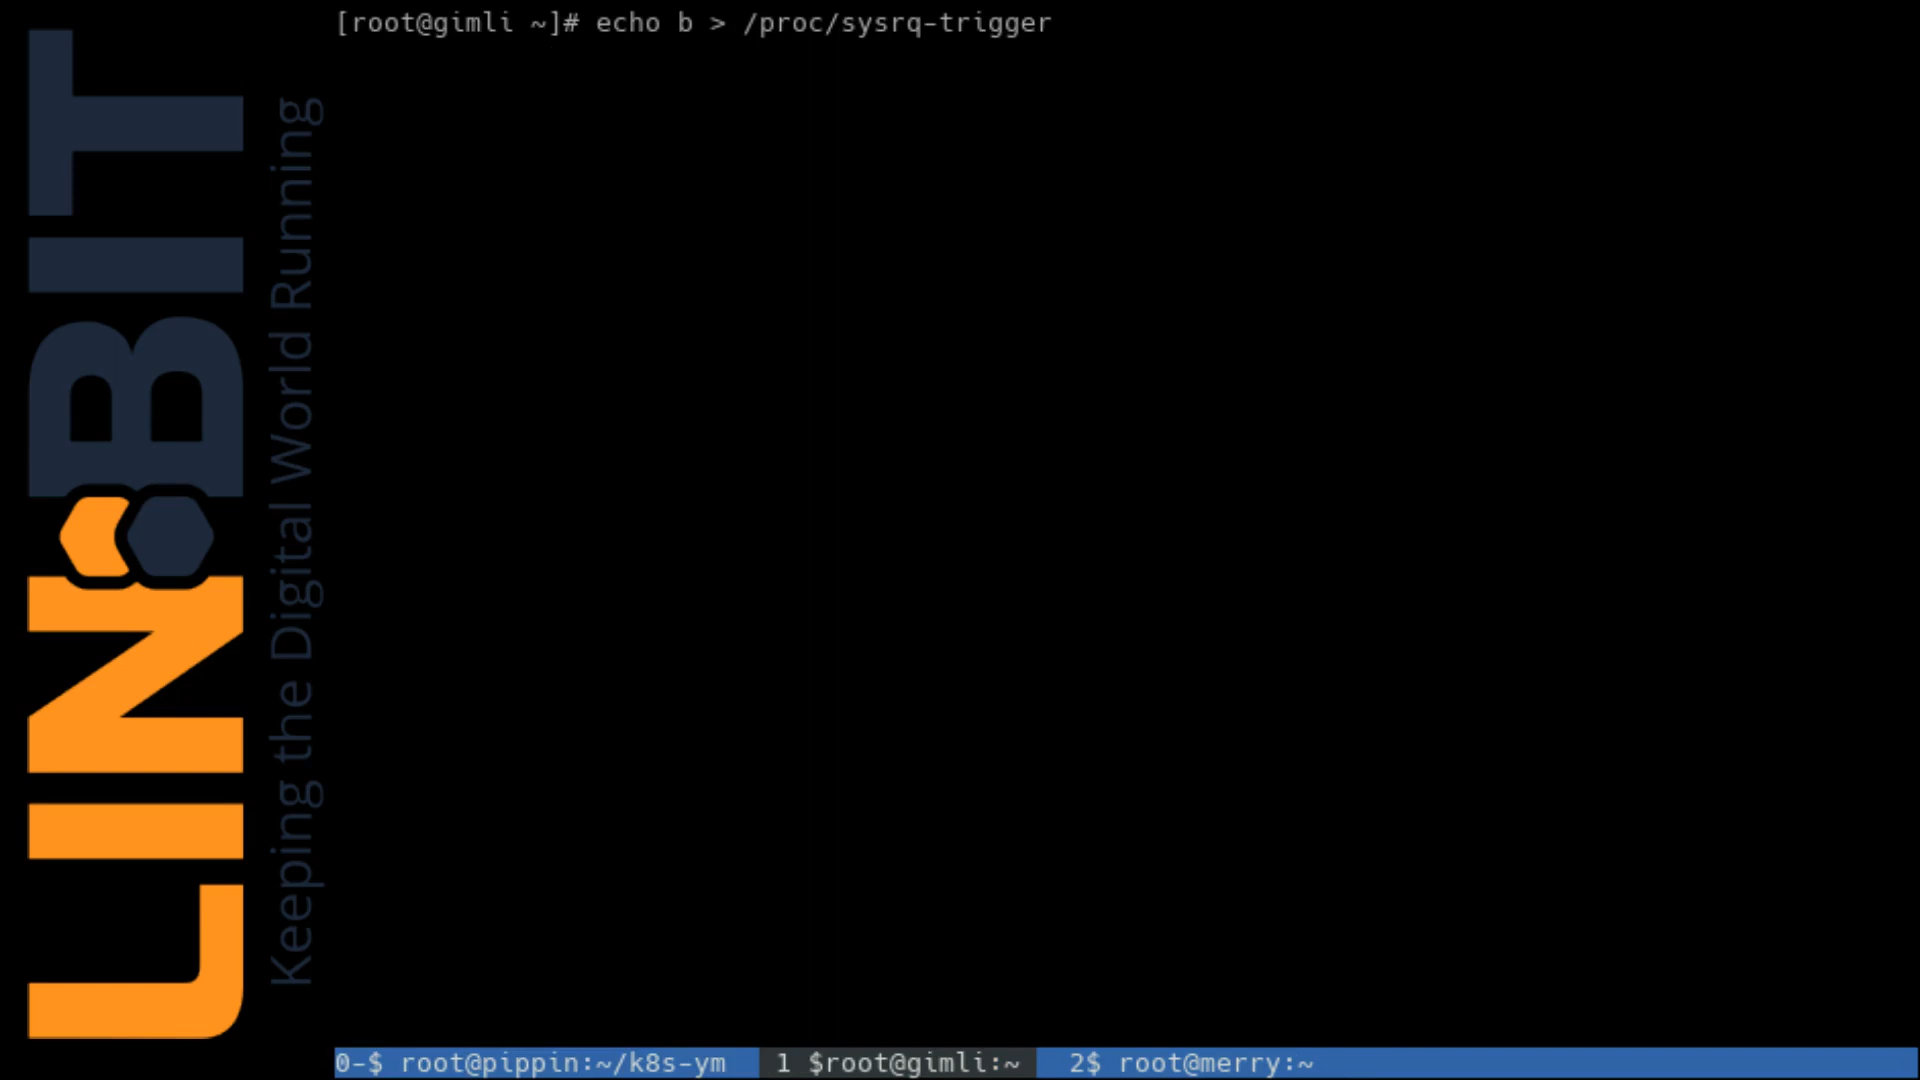 [root@gimli ~]# echo b > /proc/sysrq-trigger
LINBIT
Keeping the Digital World Running
0-$ root@pippin:~/k8s-ym 1 $root@gimli:~ 2$ root@merry:~